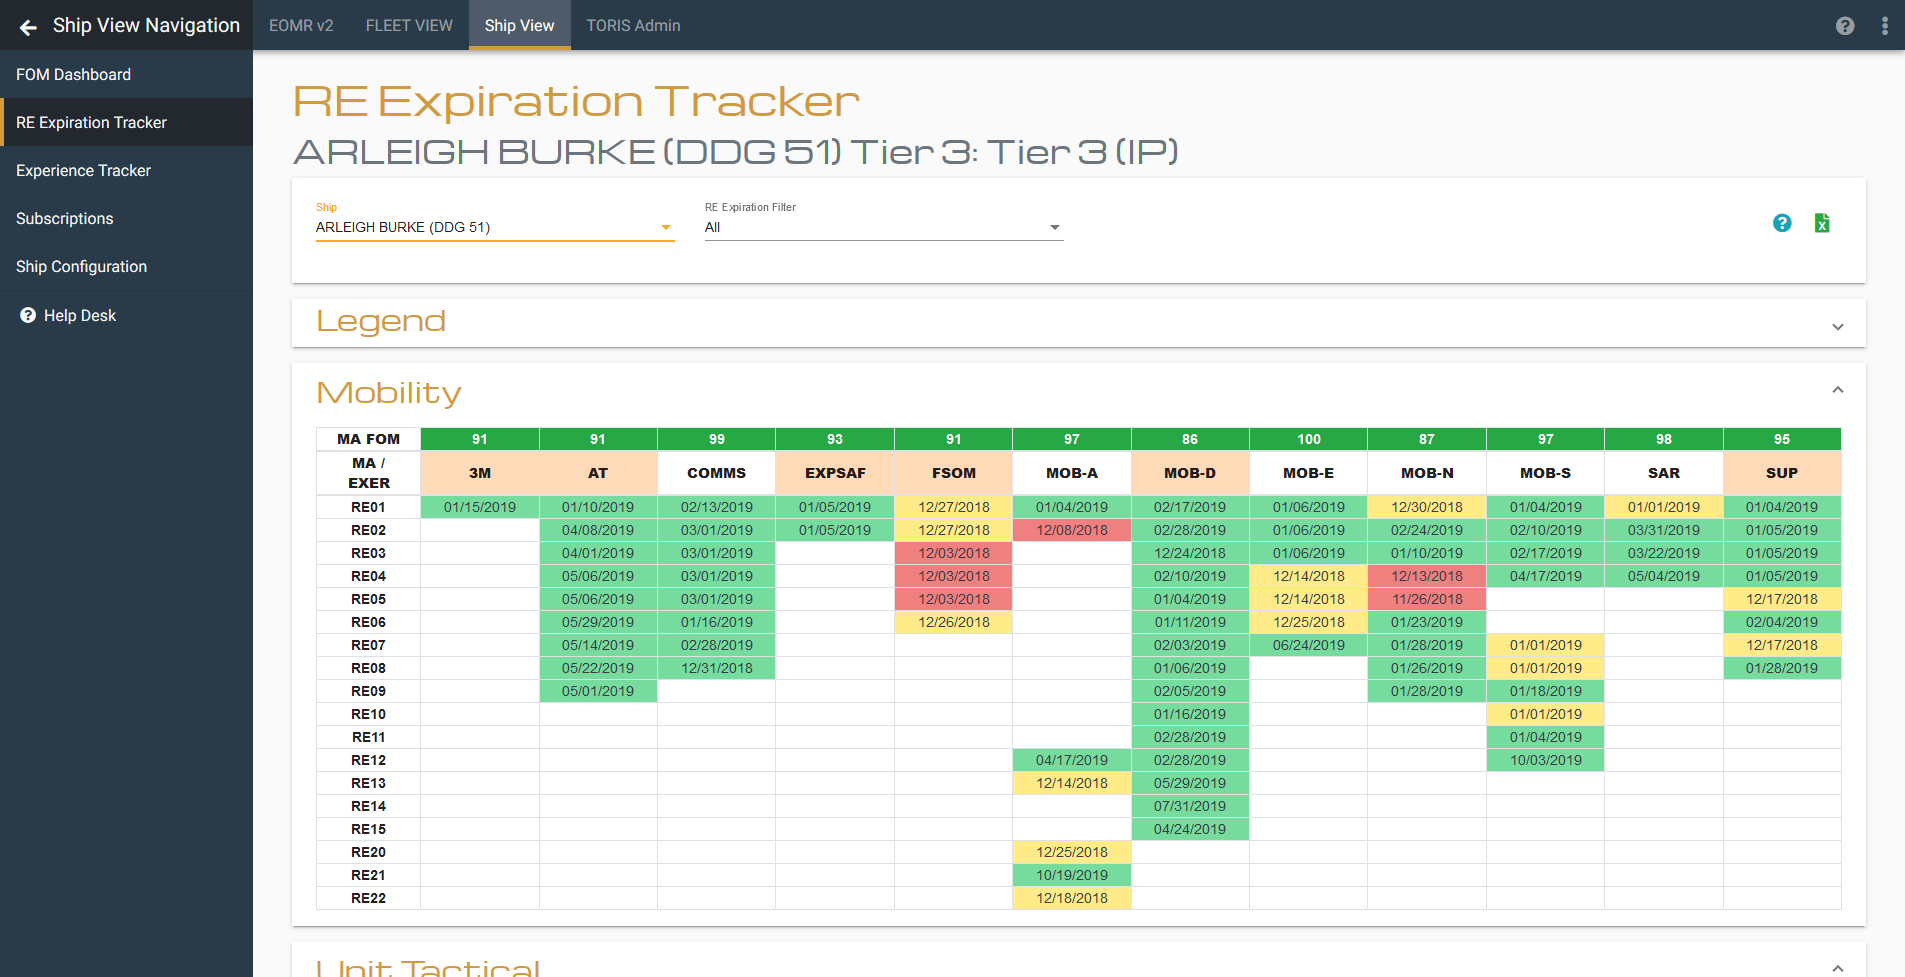 Ship View Navigation EOMR v2 FLEET VIEW Ship View TORIS Admin
FOM Dashboard
RE Expiration Tracker
Experience Tracker
Subscriptions
Ship Configuration
Help Desk
RE Expiration Tracker
ARLEIGH BURKE (DDG 51) Tier 3: Tier 3 (IP)
Ship RE Expiration Filter
ARLEIGH BURKE (DDG 51) All
Legend
Mobility
MA FOM 91 91 99 93 91 97 86 100 87 97 98 95
MA / EXER 3M AT COMMS EXPSAF FSOM MOB-A MOB-D MOB-E MOB-N MOB-S SAR SUP
RE01 01/15/2019 01/10/2019 02/13/2019 01/05/2019 12/27/2018 01/04/2019 02/17/2019 01/06/2019 12/30/2018 01/04/2019 01/01/2019 01/04/2019
RE02 04/08/2019 03/01/2019 01/05/2019 12/27/2018 12/08/2018 02/28/2019 01/06/2019 02/24/2019 02/10/2019 03/31/2019 01/05/2019
RE03 04/01/2019 03/01/2019 12/03/2018 12/24/2018 01/06/2019 01/10/2019 02/17/2019 03/22/2019 01/05/2019
RE04 05/06/2019 03/01/2019 12/03/2018 02/10/2019 12/14/2018 12/13/2018 04/17/2019 05/04/2019 01/05/2019
RE05 05/06/2019 03/01/2019 12/03/2018 01/04/2019 12/14/2018 11/26/2018 12/17/2018
RE06 05/29/2019 01/16/2019 12/26/2018 01/11/2019 12/25/2018 01/23/2019 02/04/2019
RE07 05/14/2019 02/28/2019 02/03/2019 06/24/2019 01/28/2019 01/01/2019 12/17/2018
RE08 05/22/2019 12/31/2018 01/06/2019 01/26/2019 01/01/2019 01/28/2019
RE09 05/01/2019 02/05/2019 01/28/2019 01/18/2019
RE10 01/16/2019 01/01/2019
RE11 02/28/2019 01/04/2019
RE12 04/17/2019 02/28/2019 10/03/2019
RE13 12/14/2018 05/29/2019
RE14 07/31/2019
RE15 04/24/2019
RE20 12/25/2018
RE21 10/19/2019
RE22 12/18/2018
Unit Tactical